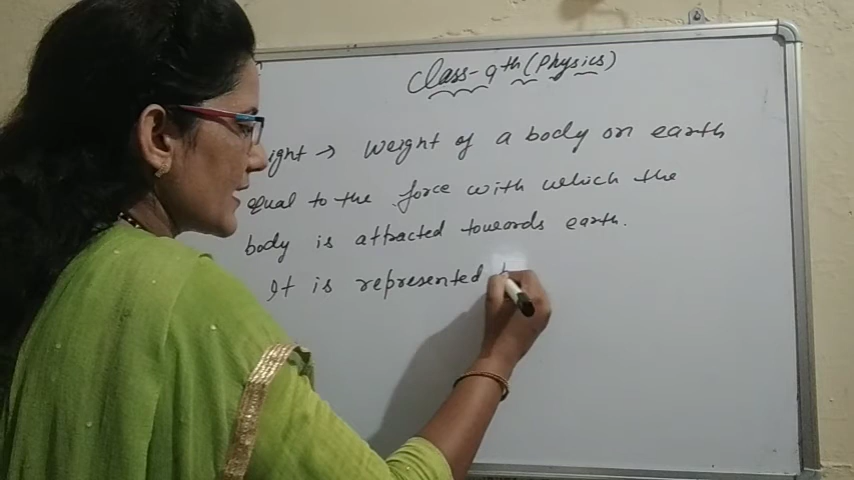 Class-9th (Physics)
ight → Weight of a body on earth
equal to the force with which the
body is attracted towards earth.
It is represented